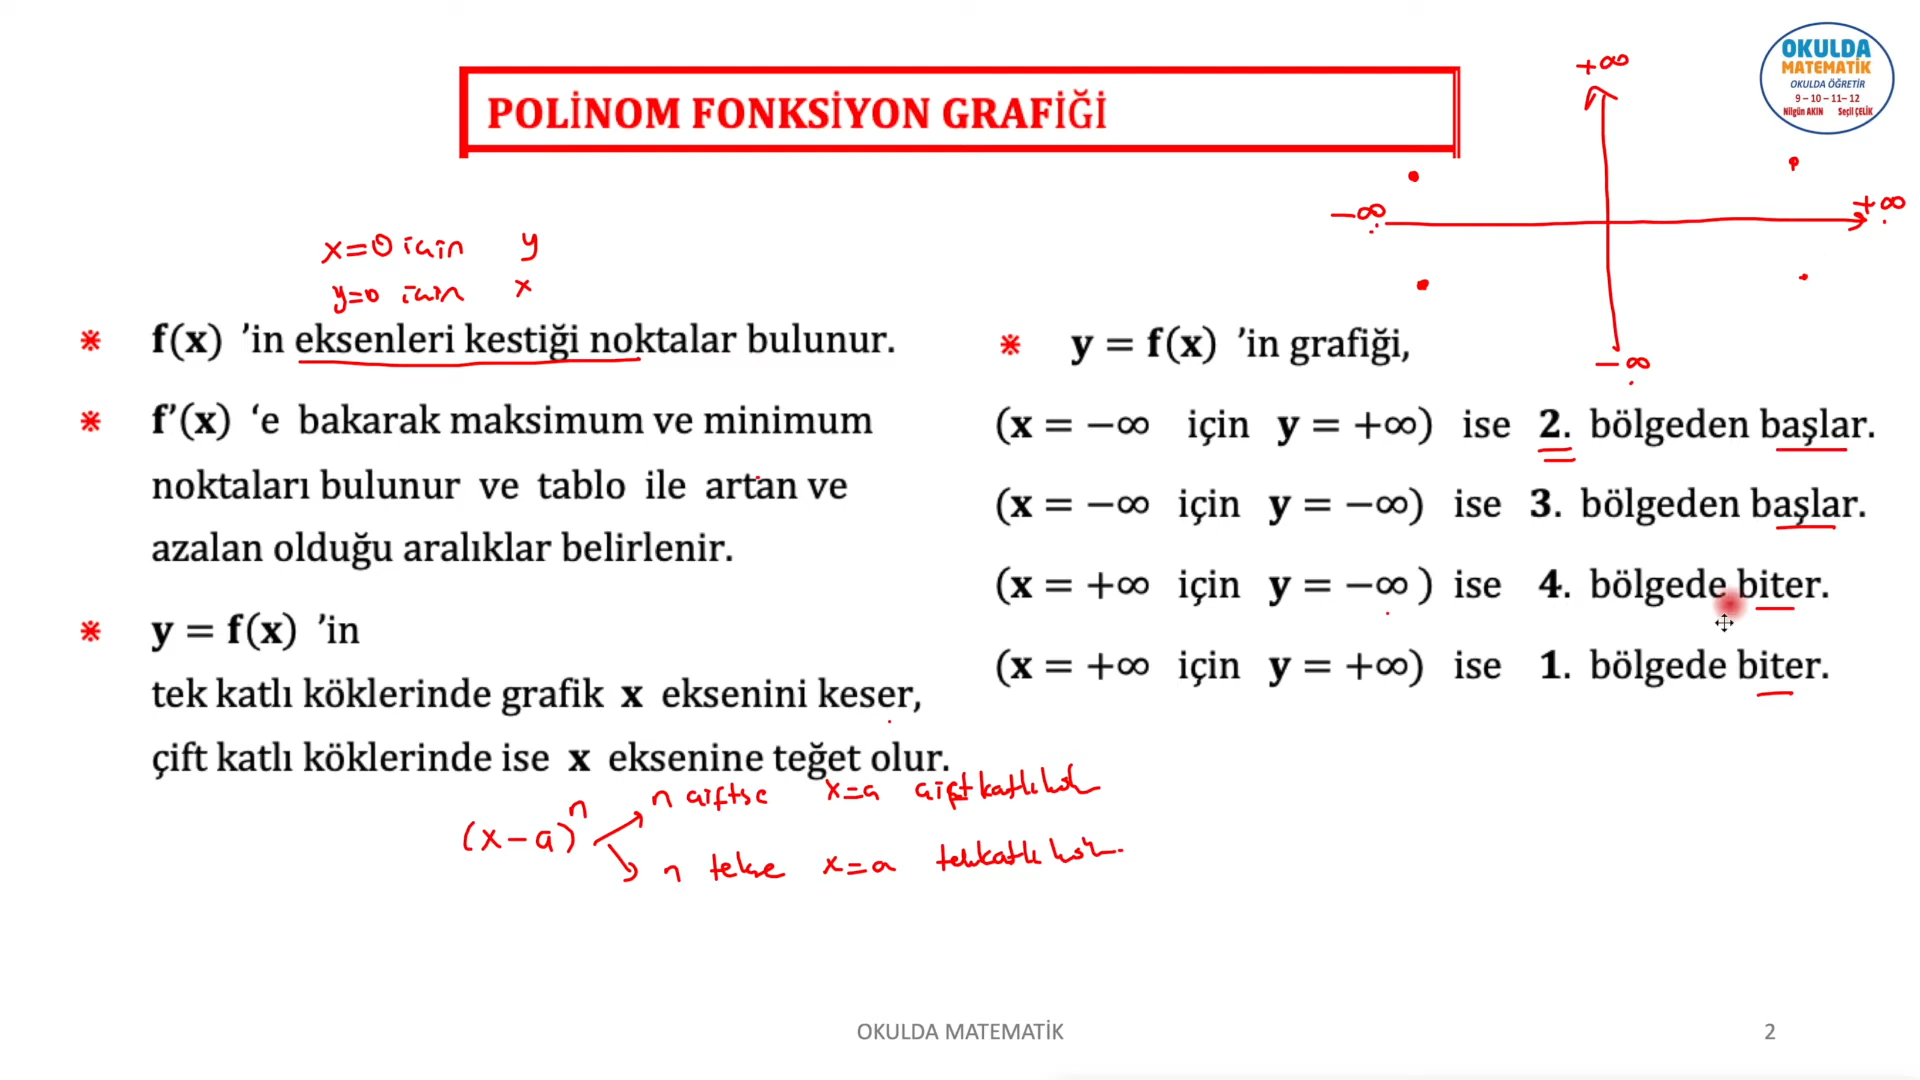 POLİNOM FONKSİYON GRAFİĞİ
OKULDA
MATEMATİK
OKULDA ÖĞRETİR
9 – 10 – 11– 12
Nilgün AKIN Seçil ÇELİK
+∞
−∞
+∞
−∞
x=0 için y
y=0 için x
※ f(x) ’in eksenleri kestiği noktalar bulunur.
※ f’(x) ‘e bakarak maksimum ve minimum
noktaları bulunur ve tablo ile artan ve
azalan olduğu aralıklar belirlenir.
※ y = f(x) ’in
tek katlı köklerinde grafik x eksenini keser,
çift katlı köklerinde ise x eksenine teğet olur.
(x−a)ⁿ
n çiftse x=a çift katlı kök
n tekse x=a tek katlı kök.
※ y = f(x) ’in grafiği,
(x = −∞ için y = +∞) ise 2. bölgeden başlar.
(x = −∞ için y = −∞) ise 3. bölgeden başlar.
(x = +∞ için y = −∞ ) ise 4. bölgede biter.
(x = +∞ için y = +∞) ise 1. bölgede biter.
OKULDA MATEMATİK
2